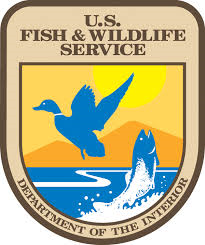 U.S.
FISH & WILDLIFE
SERVICE
DEPARTMENT OF THE INTERIOR